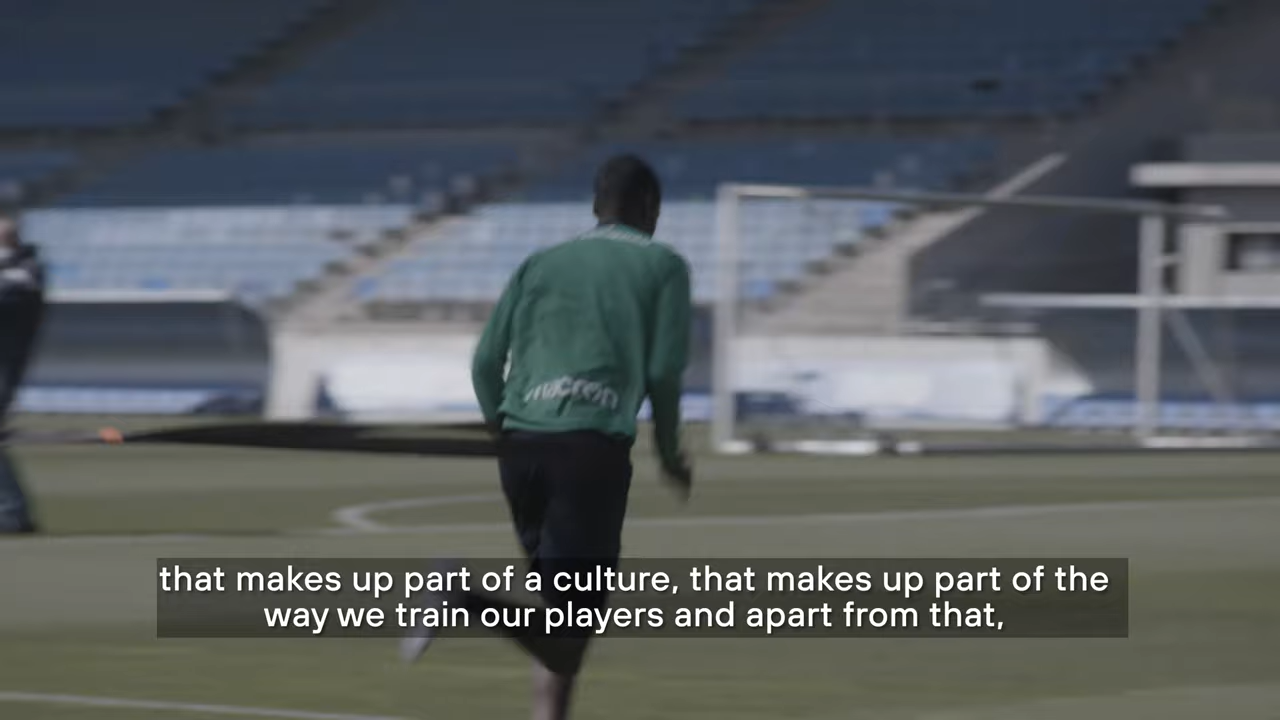 macron
that makes up part of a culture, that makes up part of the
way we train our players and apart from that,